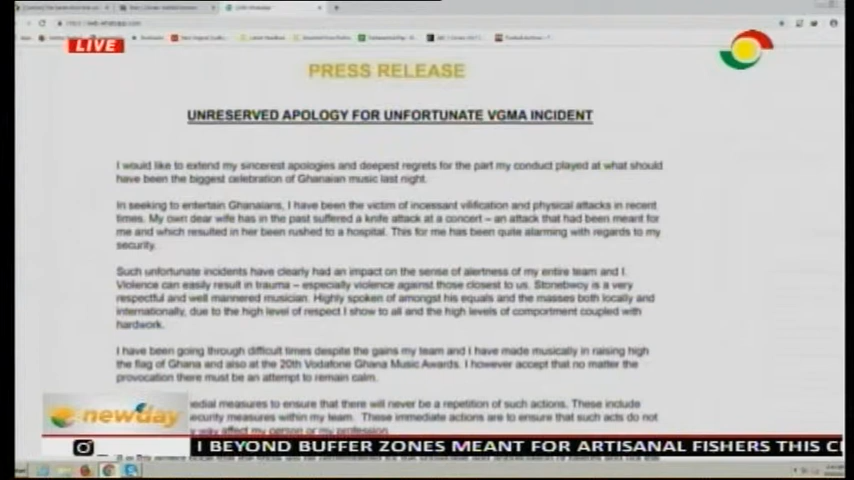 LIVE
PRESS RELEASE
UNRESERVED APOLOGY FOR UNFORTUNATE VGMA INCIDENT
I would like to extend my sincerest apologies and deepest regrets for the part my conduct played at what should
have been the biggest celebration of Ghanaian music last night.
In seeking to entertain Ghanaians, I have been the victim of incessant vilification and physical attacks in recent
times. My own dear wife has in the past suffered a knife attack at a concert – an attack that had been meant for
me and which resulted in her been rushed to a hospital. This for me has been quite alarming with regards to my
security.
Such unfortunate incidents have clearly had an impact on the sense of alertness of my entire team and I.
Violence can easily result in trauma – especially violence against those closest to us. Stonebwoy is a very
respectful and well mannered musician. Highly spoken of amongst his equals and the masses both locally and
internationally, due to the high level of respect I show to all and the high levels of comportment coupled with
hardwork.
I have been going through difficult times despite the gains my team and I have made musically in raising high
the flag of Ghana and also at the 20th Vodafone Ghana Music Awards. I however accept that no matter the
provocation there must be an attempt to remain calm.
edial measures to ensure that there will never be a repetition of such actions. These include
ecurity measures within my team. These immediate actions are to ensure that such acts do not
way affect my person or my profession.
newday
I BEYOND BUFFER ZONES MEANT FOR ARTISANAL FISHERS THIS